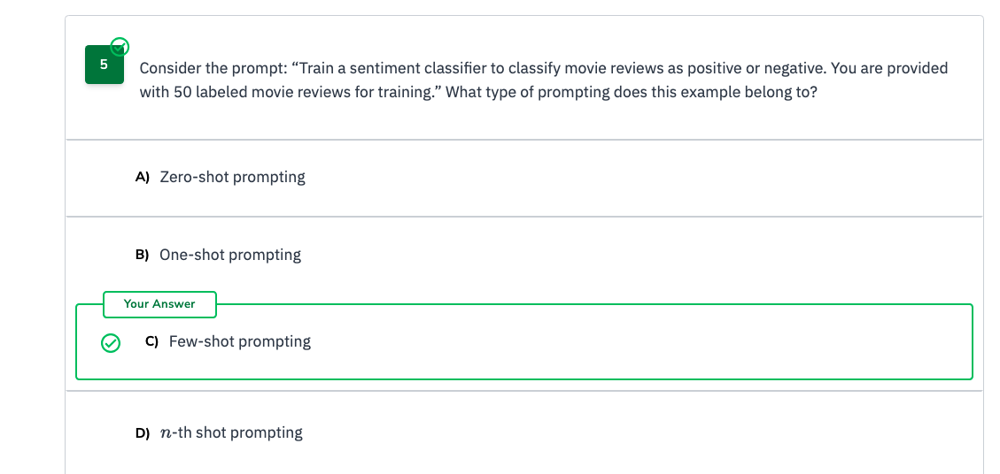 5
Consider the prompt: “Train a sentiment classifier to classify movie reviews as positive or negative. You are provided
with 50 labeled movie reviews for training.” What type of prompting does this example belong to?
A) Zero-shot prompting
B) One-shot prompting
Your Answer
C) Few-shot prompting
D) n-th shot prompting